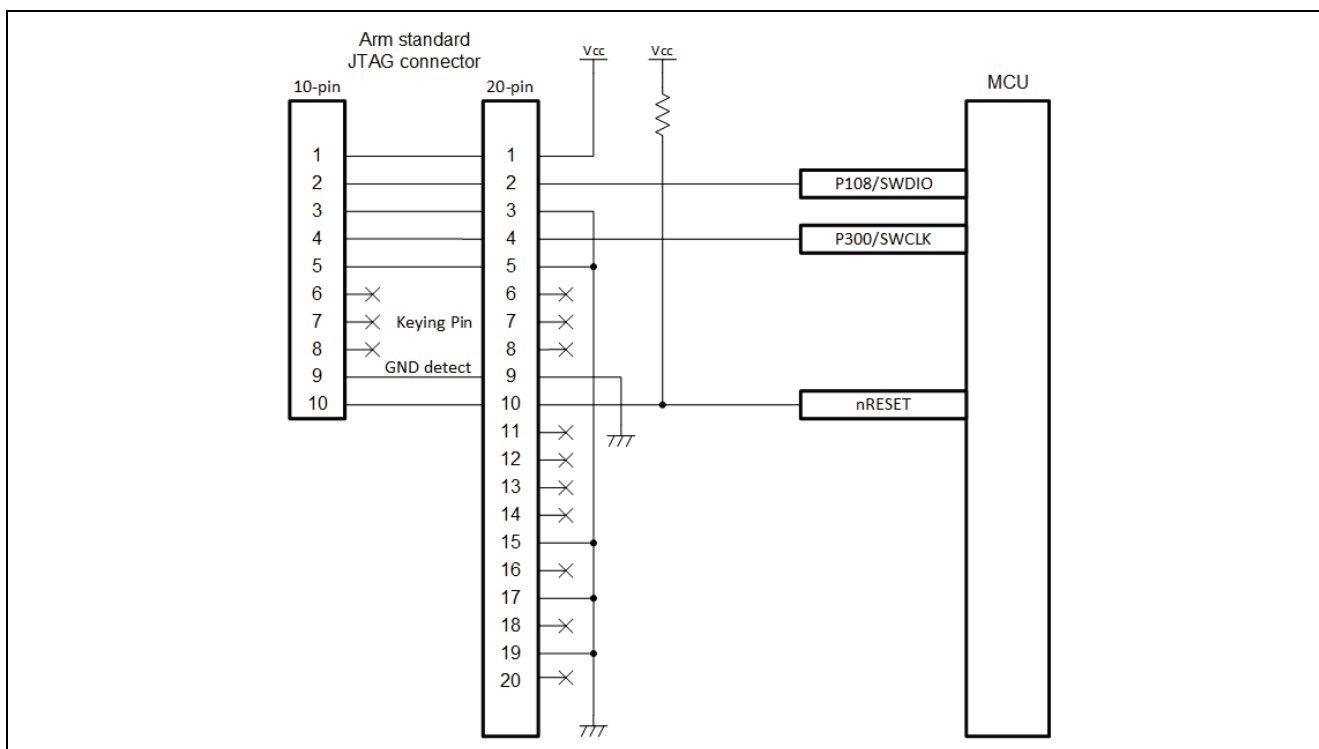 Arm standard
JTAG connector
10-pin
20-pin
Vcc
Vcc
MCU
1
1
2
2
P108/SWDIO
3
3
4
4
P300/SWCLK
5
5
6
6
7
Keying Pin
7
8
8
GND detect
9
9
10
10
nRESET
11
12
13
14
15
16
17
18
19
20